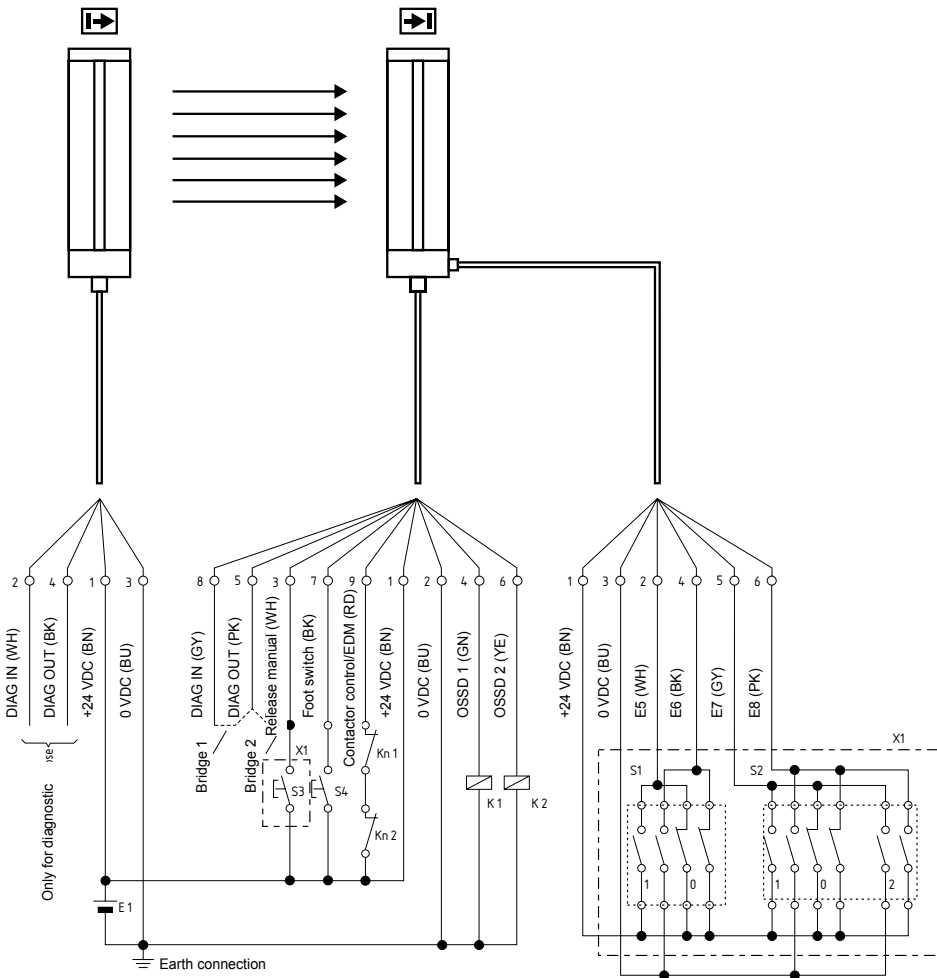 2
4
1
3
8
5
3
7
9
1
2
4
6
1
3
2
4
5
6
DIAG IN (WH)
DIAG OUT (BK)
+24 VDC (BN)
0 VDC (BU)
DIAG IN (GY)
DIAG OUT (PK)
Release manual (WH)
Foot switch (BK)
Contactor control/EDM (RD)
+24 VDC (BN)
0 VDC (BU)
OSSD 1 (GN)
OSSD 2 (YE)
+24 VDC (BN)
0 VDC (BU)
E5 (WH)
E6 (BK)
E7 (GY)
E8 (PK)
Only for diagnostic
Bridge 1
Bridge 2
X1
S3
S4
Kn 1
Kn 2
K 1
K 2
X1
S1
S2
1
0
1
0
2
E 1
Earth connection